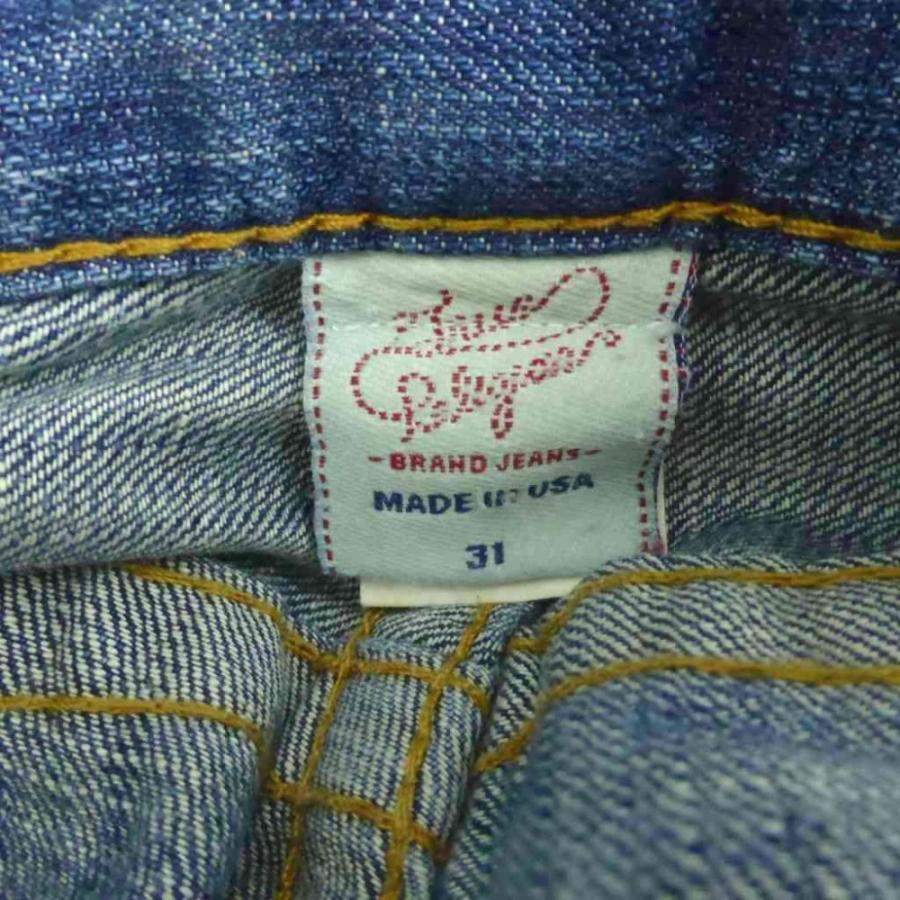 True
Religion
-BRAND JEANS-
MADE IN USA
31